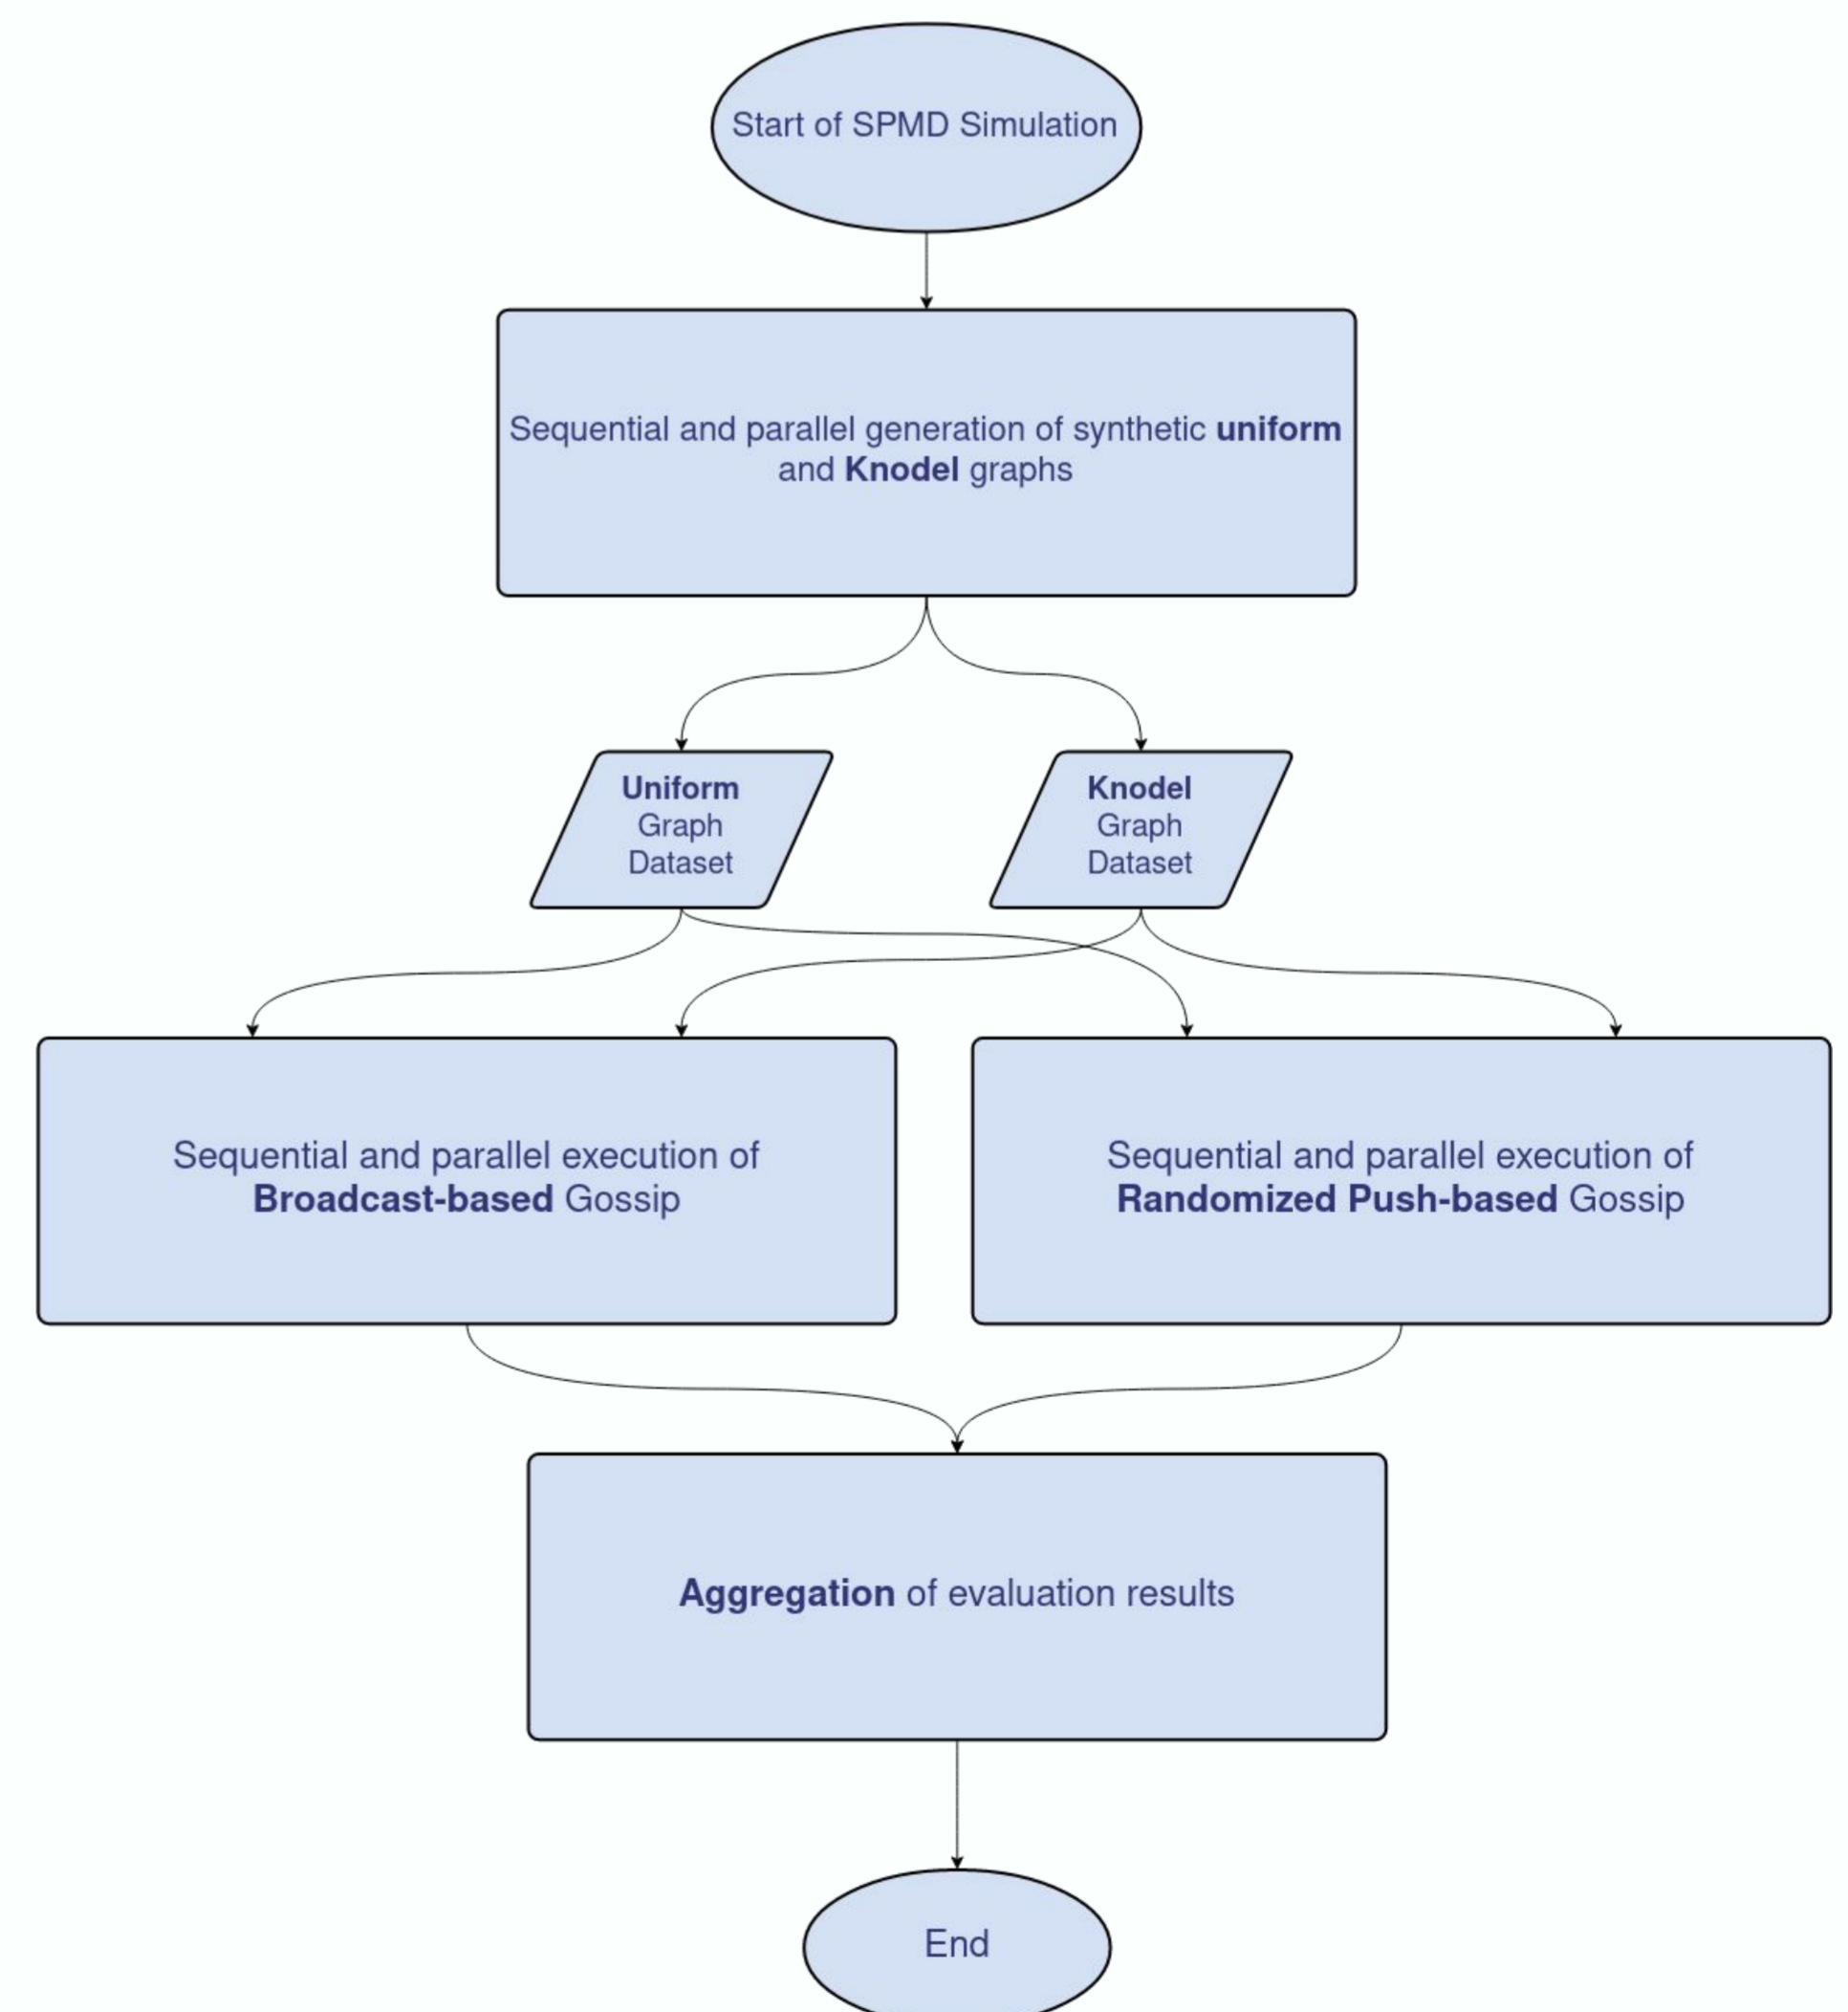 Start of SPMD Simulation
Sequential and parallel generation of synthetic uniform
and Knodel graphs
Uniform
Graph
Dataset
Knodel
Graph
Dataset
Sequential and parallel execution of
Broadcast-based Gossip
Sequential and parallel execution of
Randomized Push-based Gossip
Aggregation of evaluation results
End